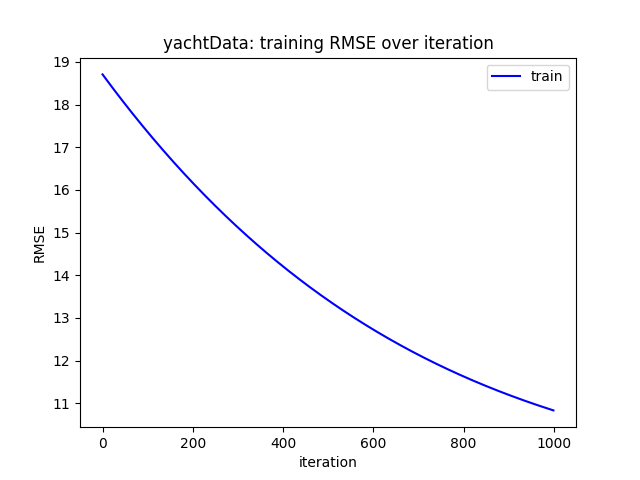 yachtData: training RMSE over iteration
train
RMSE
19
18
17
16
15
14
13
12
11
0 200 400 600 800 1000
iteration